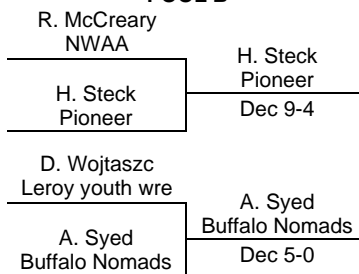 R. McCreary
NWAA
H. Steck
Pioneer
H. Steck
Pioneer
Dec 9-4
D. Wojtaszc
Leroy youth wre
A. Syed
Buffalo Nomads
A. Syed
Buffalo Nomads
Dec 5-0